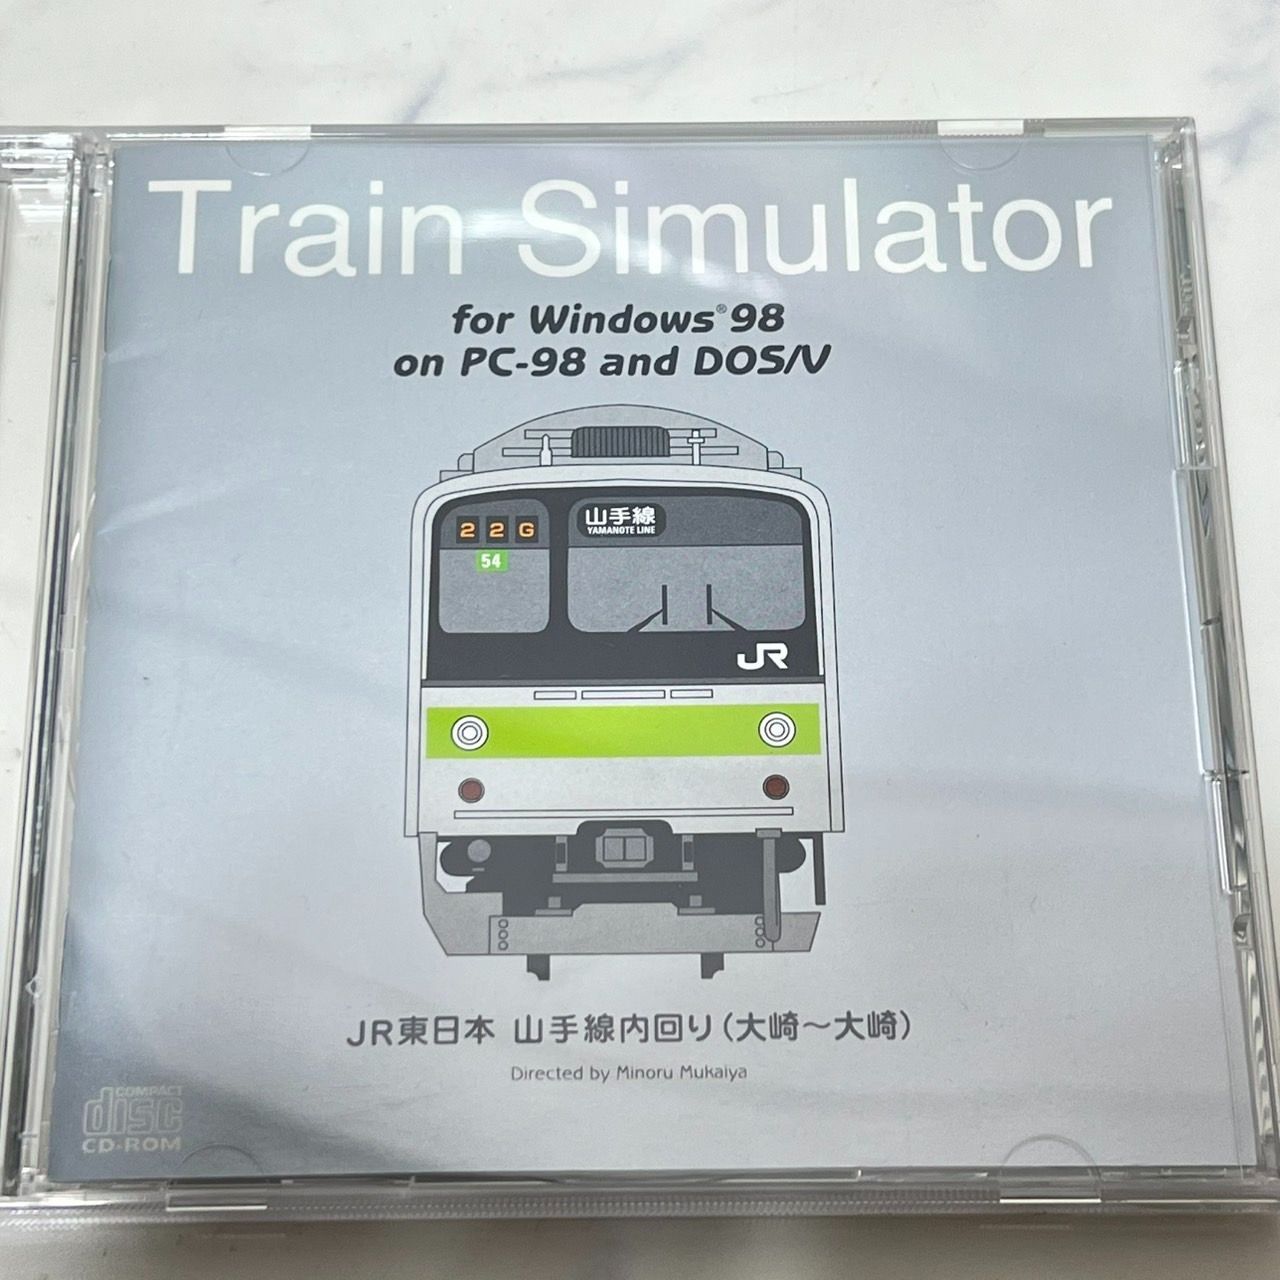 Train Simulator
for Windows®98
on PC-98 and DOS/V
22G
山手線
YAMANOTE LINE
54
JR
JR東日本 山手線内回り(大崎～大崎)
Directed by Minoru Mukaiya
COMPACT
disc
CD-ROM